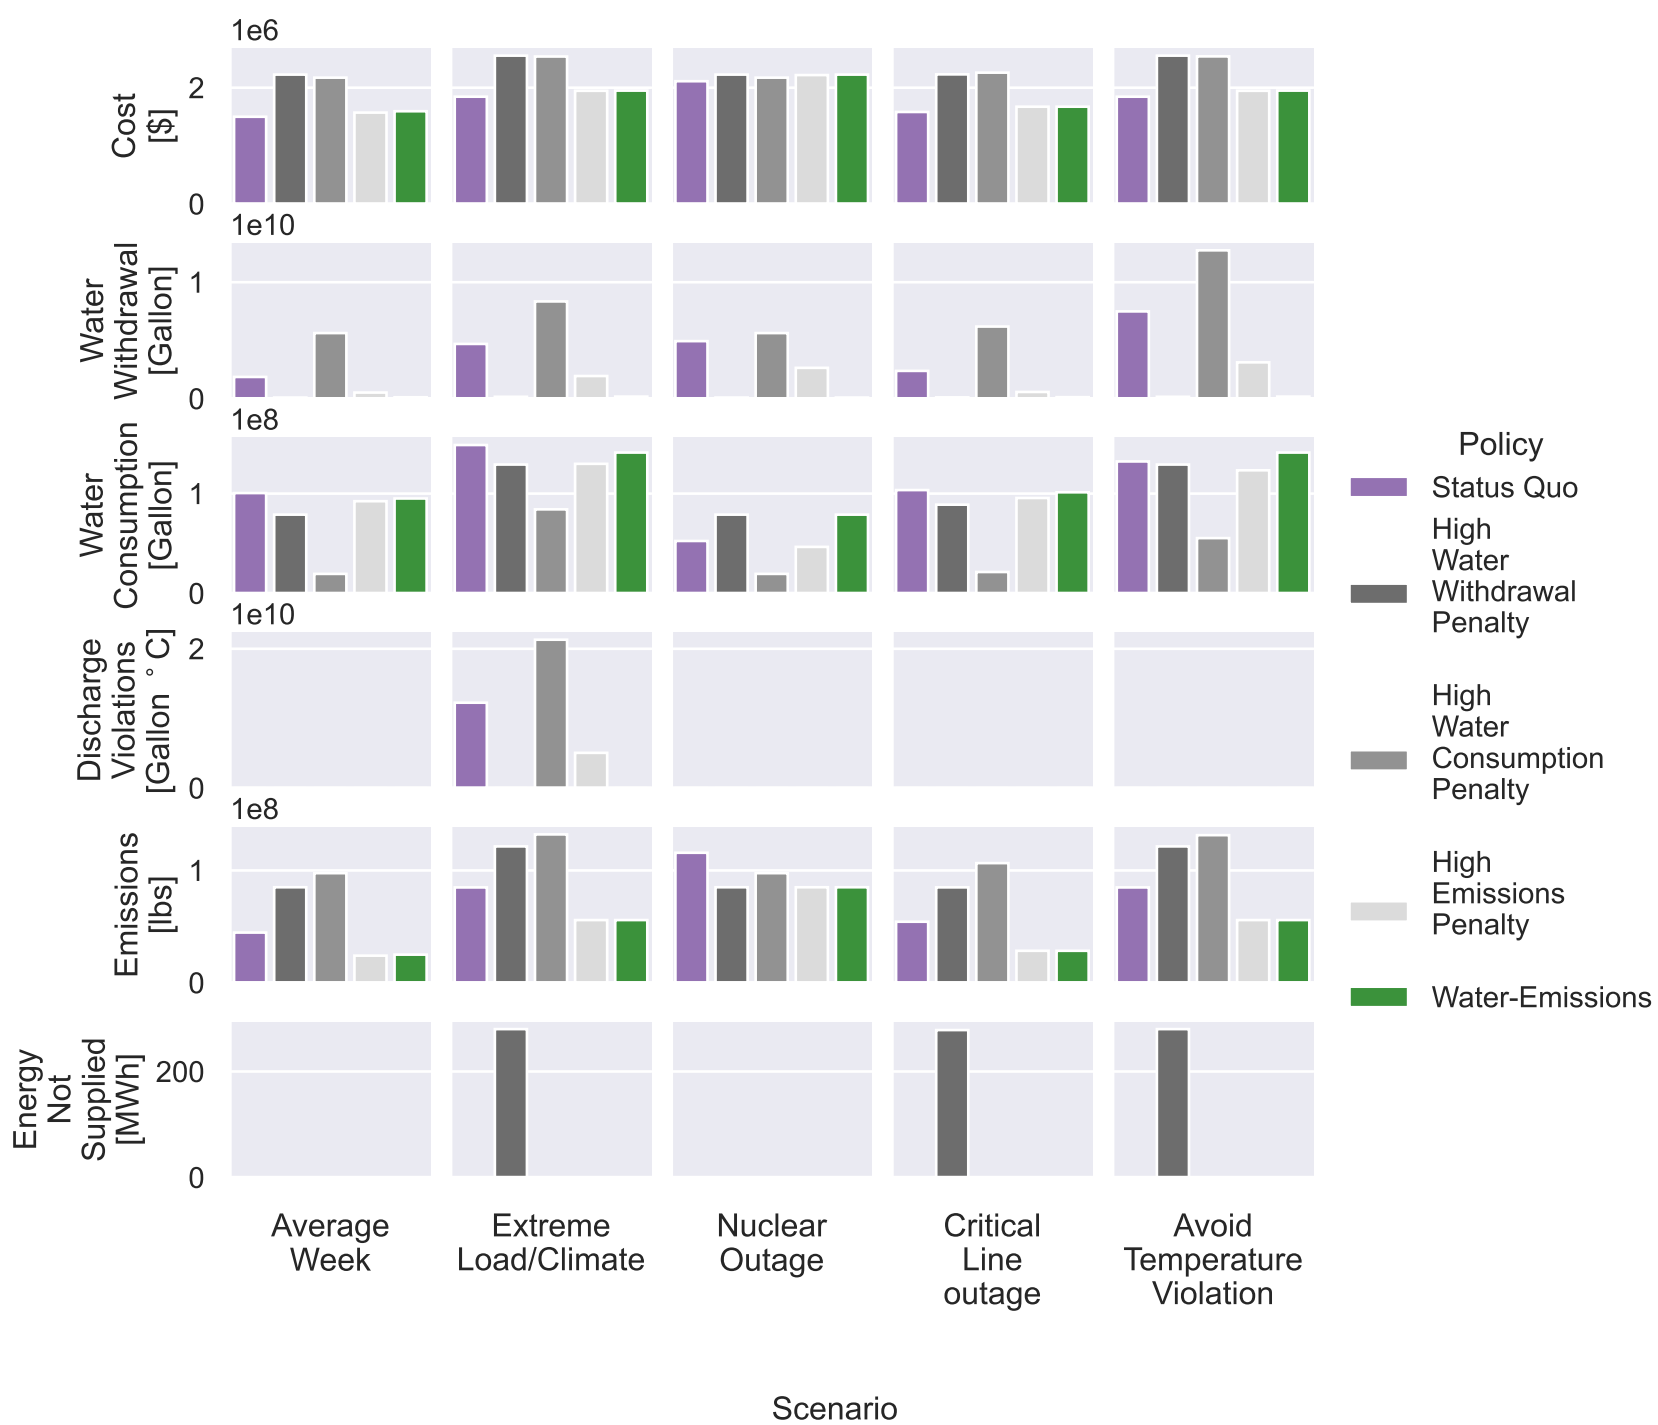 1e6
Cost
[$]
2
0
1e10
Water
Withdrawal
[Gallon]
1
0
1e8
Water
Consumption
[Gallon]
1
0
1e10
Discharge
Violations
[Gallon °C]
2
0
1e8
Emissions
[lbs]
1
0
Energy
Not
Supplied
[MWh]
200
0
Average
Week
Extreme
Load/Climate
Nuclear
Outage
Critical
Line
outage
Avoid
Temperature
Violation
Scenario
Policy
Status Quo
High
Water
Withdrawal
Penalty
High
Water
Consumption
Penalty
High
Emissions
Penalty
Water-Emissions